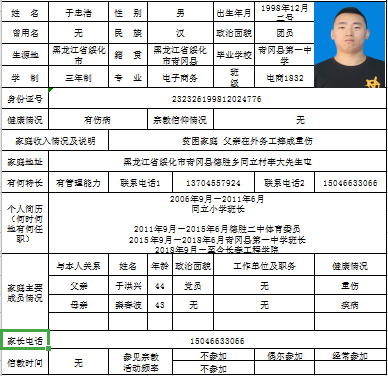 姓 名 于忠浩 性 别 男 出生年月 1998年12月
二号
曾用名 无 民 族 汉 政治面貌 团员
生源地 黑龙江省绥化
市 籍 贯 黑龙江省绥化
市青冈县 毕业学校 青冈县第一中
学
学 制 三年制 专 业 电子商务 班
级 电商1832
身份证号 232326199812024776
健康情况 有伤病 宗教信仰情况 无
家庭收入情况及说明 贫困家庭 父亲在外务工摔成重伤
家庭地址 黑龙江省绥化市青冈县德胜乡同立村李大先生屯
有何特长 有管理能力 联系电话1 13704557924 联系电话2 15046633066
个人简历
(何时何
地有何任
职) 2006年9月－2011年6月
同立小学班长
2011年9月－2015年6月德胜二中体育委员
2015年9月－2018年6月青冈县第一中学班长
2018年9月－至今长春工程学院
家庭主要
成员情况 与本人关系 姓名 年龄 政治面貌 工作单位及职务 健康情况
父亲 于洪兴 44 党员 无 重伤
母亲 秦春波 43 无 无 疾病
家长电话 15046633066
信教时间 无 参见宗教
活动频率 不参加 偶尔参加 经常参加
不参加